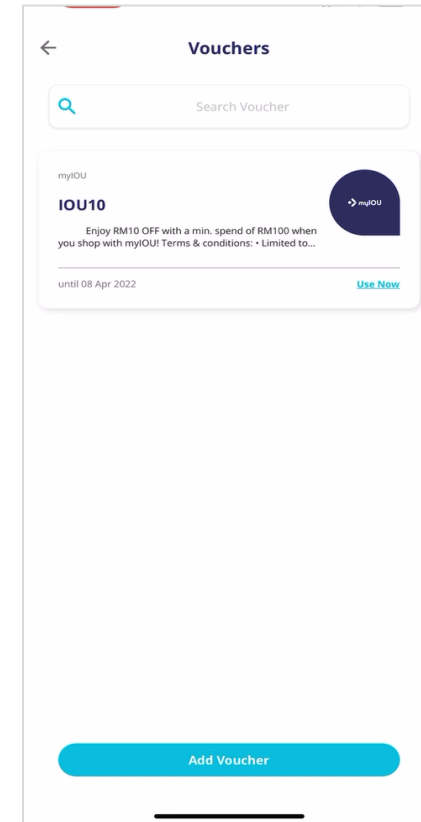 Vouchers
Search Voucher
myIOU
IOU10
myIOU
Enjoy RM10 OFF with a min. spend of RM100 when
you shop with myIOU! Terms & conditions: • Limited to...
until 08 Apr 2022
Use Now
Add Voucher